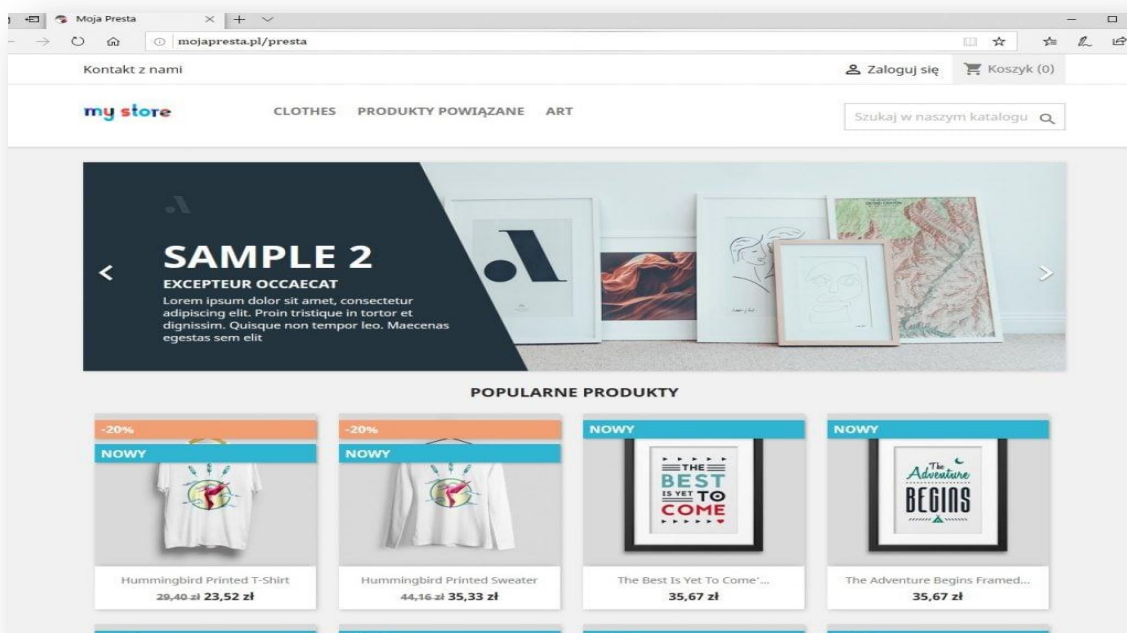 Moja Presta
mojapresta.pl/presta
Kontakt z nami
Zaloguj się
Koszyk (0)
my store
CLOTHES PRODUKTY POWIĄZANE ART
Szukaj w naszym katalogu
SAMPLE 2
EXCEPTEUR OCCAECAT
Lorem ipsum dolor sit amet, consectetur
adipiscing elit. Proin tristique in tortor et
dignissim. Quisque non tempor leo. Maecenas
egestas sem elit
POPULARNE PRODUKTY
-20%
NOWY
Hummingbird Printed T-Shirt
29,40 zł 23,52 zł
-20%
NOWY
Hummingbird Printed Sweater
44,16 zł 35,33 zł
NOWY
THE
BEST
IS YET TO
COME
The Best Is Yet To Come'...
35,67 zł
NOWY
The
Adventure
BEGINS
The Adventure Begins Framed...
35,67 zł